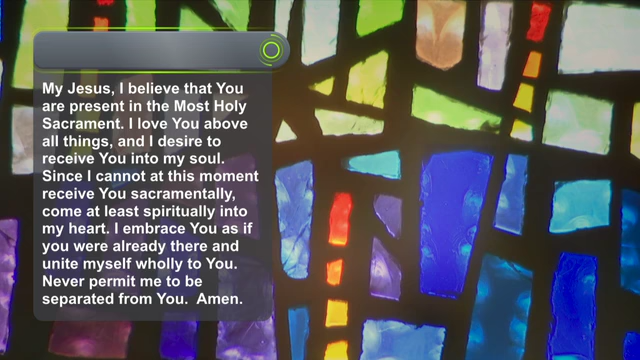 My Jesus, I believe that You
are present in the Most Holy
Sacrament. I love You above
all things, and I desire to
receive You into my soul.
Since I cannot at this moment
receive You sacramentally,
come at least spiritually into
my heart. I embrace You as if
you were already there and
unite myself wholly to You.
Never permit me to be
separated from You.  Amen.